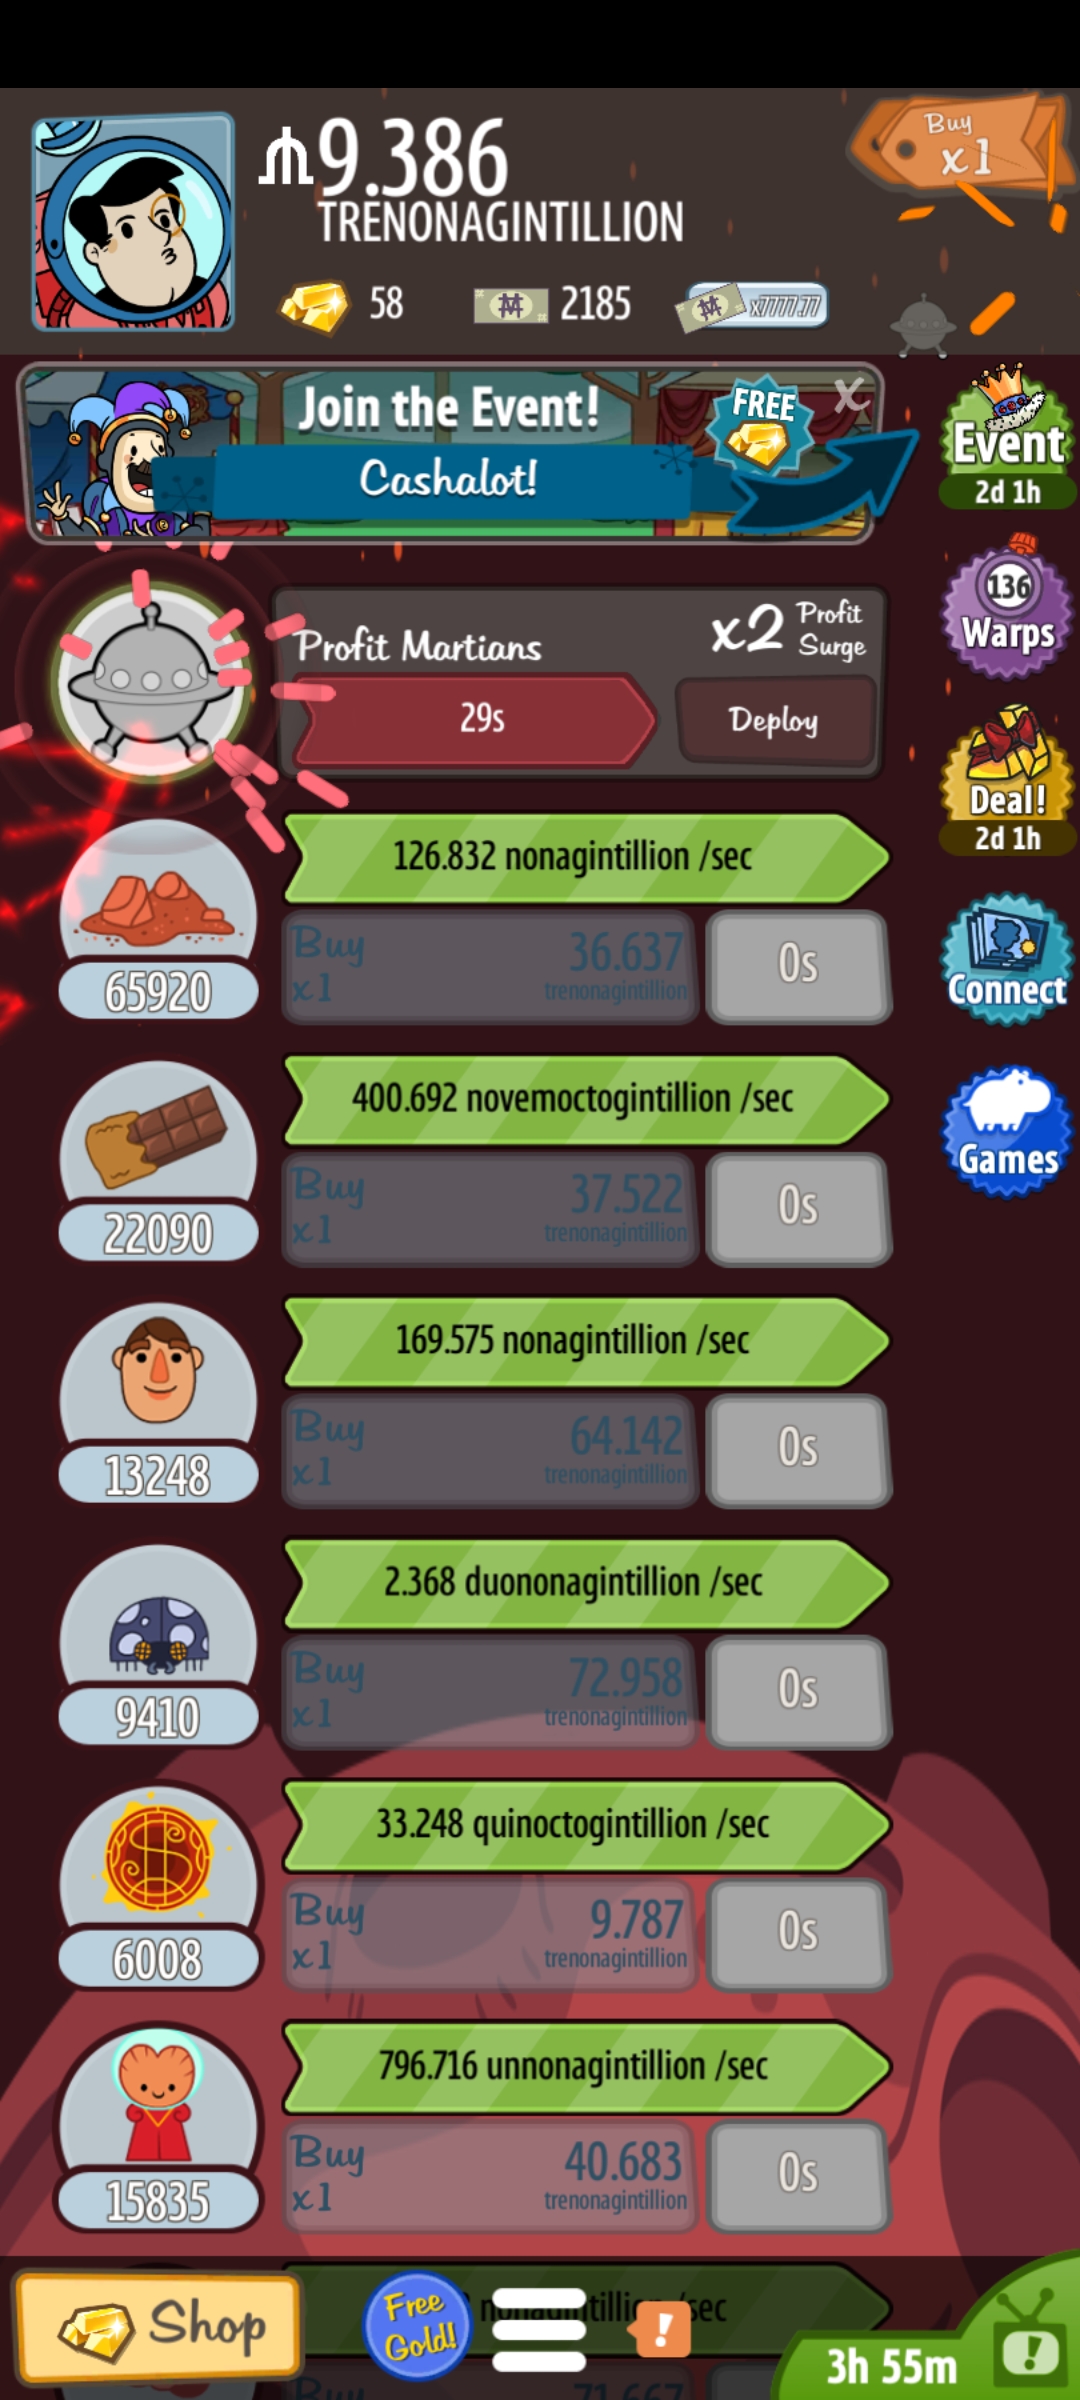 9.386
TRENONAGINTILLION
Buy
x1
58
2185
x7777.77
Join the Event!
Cashalot!
FREE
X
Event
2d 1h
136
Warps
Deal!
2d 1h
Connect
Games
Profit Martians
x2 Profit
Surge
29s
Deploy
126.832 nonagintillion /sec
65920
Buy
x1
36.637
trenonagintillion
0s
400.692 novemoctogintillion /sec
22090
Buy
x1
37.522
trenonagintillion
0s
169.575 nonagintillion /sec
13248
Buy
x1
64.142
trenonagintillion
0s
2.368 duononagintillion /sec
9410
Buy
x1
72.958
trenonagintillion
0s
33.248 quinoctogintillion /sec
6008
Buy
x1
9.787
trenonagintillion
0s
796.716 unnonagintillion /sec
15835
Buy
x1
40.683
trenonagintillion
0s
Shop
Free
Gold!
!
3h 55m
!